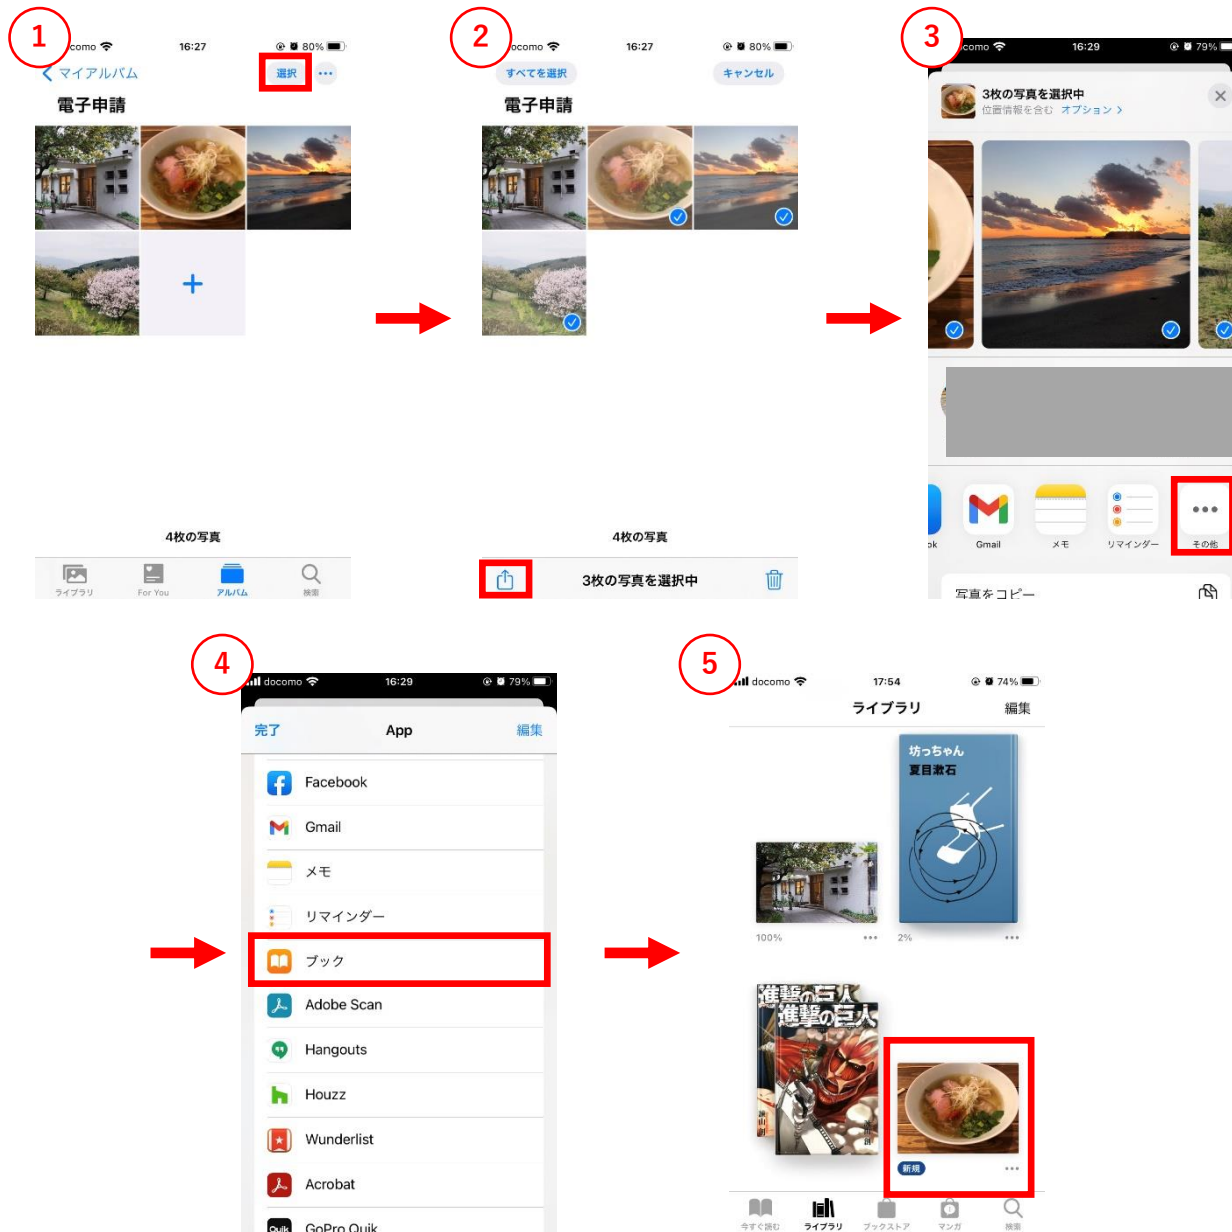 1
ocomo
16:27
80%
マイアルバム
選択
電子申請
4枚の写真
ライブラリ
For You
アルバム
検索
2
ocomo
16:27
80%
すべてを選択
キャンセル
電子申請
4枚の写真
3枚の写真を選択中
3
como
16:29
79%
3枚の写真を選択中
位置情報を含む オプション
ok
Gmail
メモ
リマインダー
その他
写真をコピー
4
docomo
16:29
79%
完了
App
編集
Facebook
Gmail
メモ
リマインダー
ブック
Adobe Scan
Hangouts
Houzz
Wunderlist
Acrobat
Quik
GoPro Quik
5
docomo
17:54
74%
ライブラリ
編集
坊っちゃん
夏目漱石
100%
2%
進撃の巨人
進撃の巨人
諫山創
諫山創
新規
今すぐ読む
ライブラリ
ブックストア
マンガ
検索